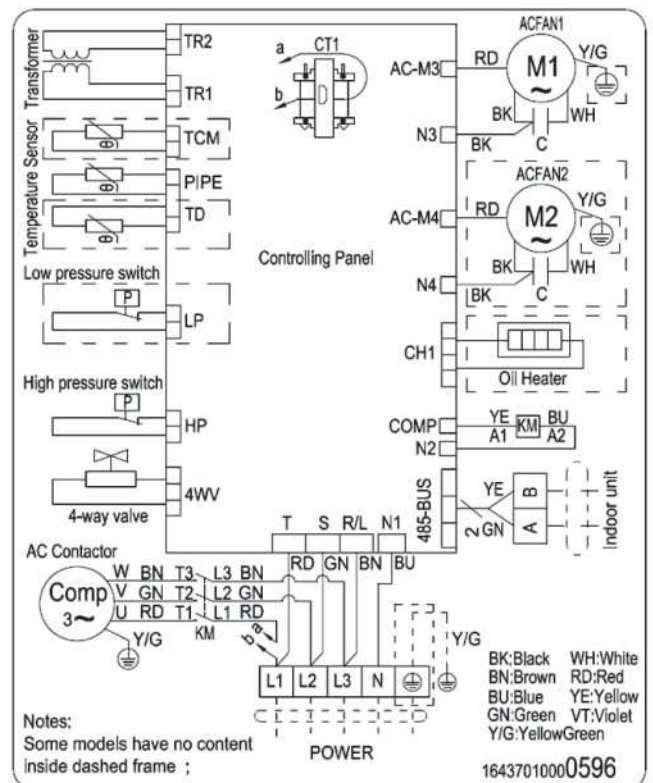 Transformer
TR2
TR1
a
CT1
b
AC-M3
RD
ACFAN1
M1
~
Y/G
BK
WH
N3
BK
C
Temperature Sensor
TCM
θ
PIPE
θ
TD
θ
Controlling Panel
ACFAN2
AC-M4
RD
M2
~
Y/G
BK
WH
N4
BK
C
Low pressure switch
P
LP
CH1
Oil Heater
High pressure switch
P
HP
COMP
YE
KM
BU
A1
A2
N2
4WV
4-way valve
485-BUS
YE
B
2
GN
A
Indoor unit
T S R/L N1
RD GN BN BU
AC Contactor
Comp
3~
W BN T3 L3 BN
V GN T2 L2 GN
U RD T1 L1 RD
KM
Y/G
a
b
L1 L2 L3 N
Y/G
POWER
BK:Black WH:White
BN:Brown RD:Red
BU:Blue YE:Yellow
GN:Green VT:Violet
Y/G:YellowGreen
Notes:
Some models have no content
inside dashed frame ;
16437010000596